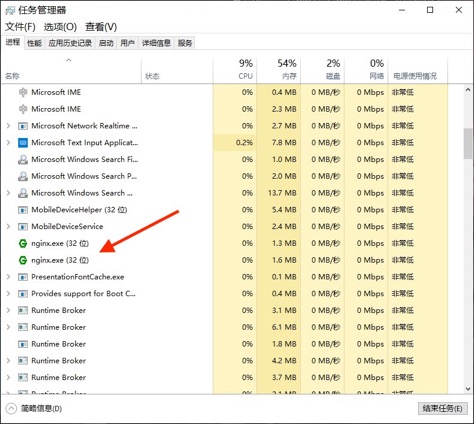 任务管理器
文件(F) 选项(O) 查看(V)
进程 性能 应用历史记录 启动 用户 详细信息 服务
9% 54% 2% 0%
名称 状态 CPU 内存 磁盘 网络 电源使用情况
Microsoft IME 0% 0.4 MB 0 MB/秒 0 Mbps 非常低
Microsoft IME 0% 2.3 MB 0 MB/秒 0 Mbps 非常低
Microsoft Network Realtime ... 0% 2.7 MB 0 MB/秒 0 Mbps 非常低
Microsoft Text Input Applicat... 0.2% 7.8 MB 0 MB/秒 0 Mbps 非常低
Microsoft Windows Search Fi... 0% 1.0 MB 0 MB/秒 0 Mbps 非常低
Microsoft Windows Search P... 0% 2.0 MB 0 MB/秒 0 Mbps 非常低
Microsoft Windows Search ... 0% 13.7 MB 0 MB/秒 0 Mbps 非常低
MobileDeviceHelper (32 位) 0% 5.4 MB 0 MB/秒 0 Mbps 非常低
MobileDeviceService 0% 2.4 MB 0 MB/秒 0 Mbps 非常低
nginx.exe (32 位) 0% 1.3 MB 0 MB/秒 0 Mbps 非常低
nginx.exe (32 位) 0% 1.6 MB 0 MB/秒 0 Mbps 非常低
PresentationFontCache.exe 0% 0.1 MB 0 MB/秒 0 Mbps 非常低
Provides support for Boot C... 0% 0.4 MB 0 MB/秒 0 Mbps 非常低
Runtime Broker 0% 3.1 MB 0 MB/秒 0 Mbps 非常低
Runtime Broker 0% 6.1 MB 0 MB/秒 0 Mbps 非常低
Runtime Broker 0% 1.8 MB 0 MB/秒 0 Mbps 非常低
Runtime Broker 0% 4.2 MB 0 MB/秒 0 Mbps 非常低
Runtime Broker 0% 3.7 MB 0 MB/秒 0 Mbps 非常低
Runtime Broker 0% 0 MB/秒 0 Mbps 非常低
简略信息(D) 结束任务(E)